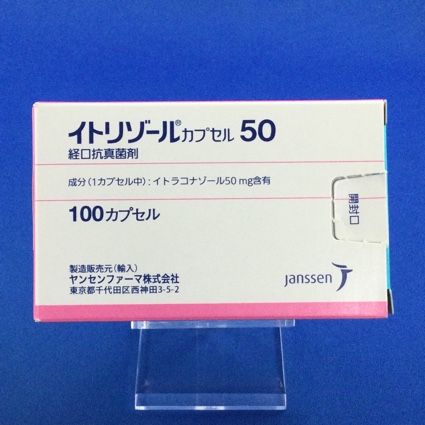 イトリゾール®カプセル 50
経口抗真菌剤
成分(1カプセル中):イトラコナゾール50 mg含有
100カプセル
開封口
製造販売元(輸入)
ヤンセンファーマ株式会社
東京都千代田区西神田3-5-2
janssen